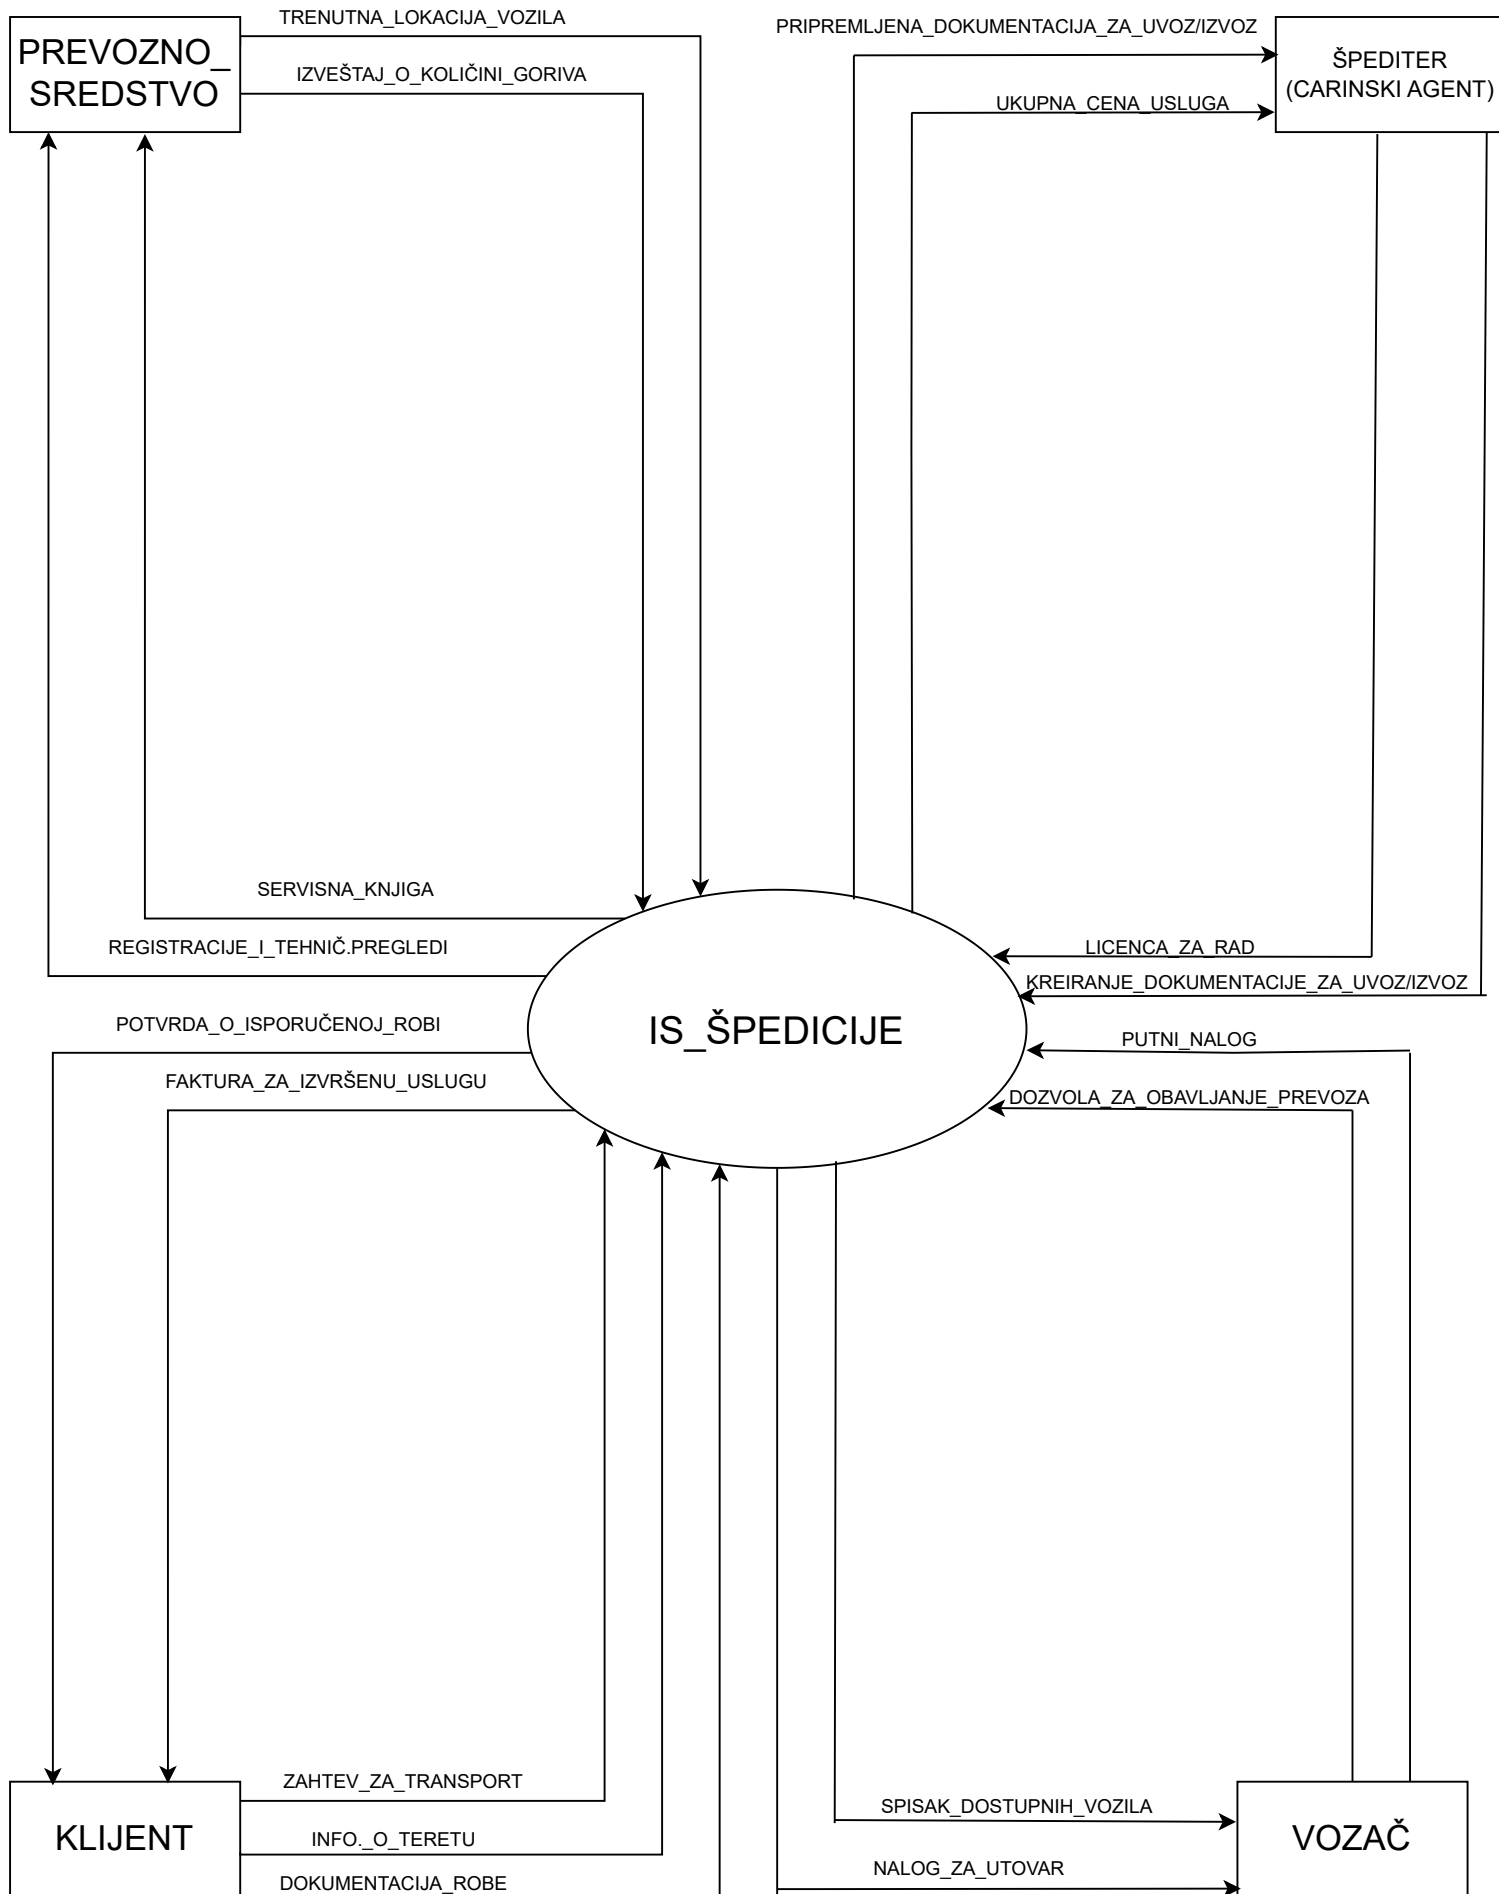 TRENUTNA_LOKACIJA_VOZILA
PRIPREMLJENA_DOKUMENTACIJA_ZA_UVOZ/IZVOZ
PREVOZNO_
SREDSTVO
IZVEŠTAJ_O_KOLIČINI_GORIVA
ŠPEDITER
(CARINSKI AGENT)
UKUPNA_CENA_USLUGA
SERVISNA_KNJIGA
REGISTRACIJE_I_TEHNIČ.PREGLEDI
LICENCA_ZA_RAD
KREIRANJE_DOKUMENTACIJE_ZA_UVOZ/IZVOZ
POTVRDA_O_ISPORUČENOJ_ROBI
IS_ŠPEDICIJE
PUTNI_NALOG
FAKTURA_ZA_IZVRŠENU_USLUGU
DOZVOLA_ZA_OBAVLJANJE_PREVOZA
ZAHTEV_ZA_TRANSPORT
SPISAK_DOSTUPNIH_VOZILA
KLIJENT
INFO._O_TERETU
VOZAČ
NALOG_ZA_UTOVAR
DOKUMENTACIJA_ROBE